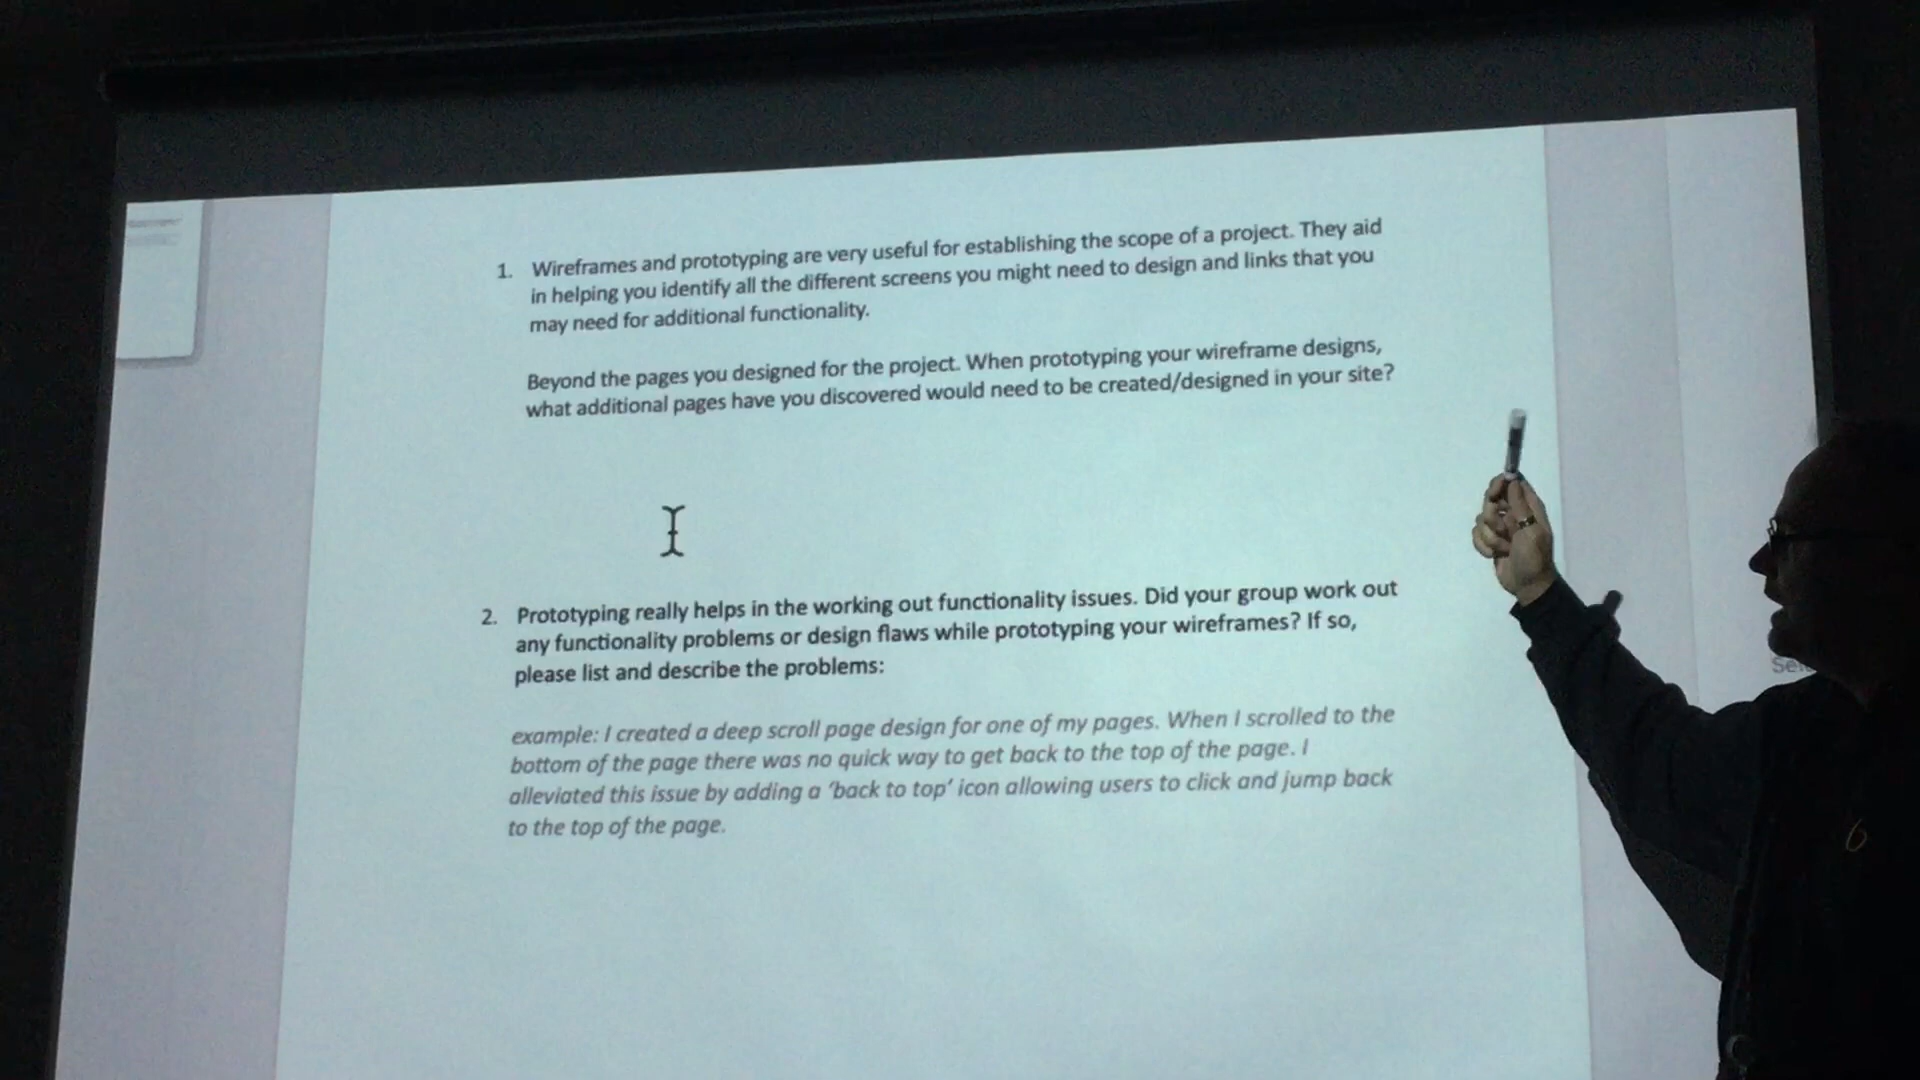 1. Wireframes and prototyping are very useful for establishing the scope of a project. They aid
in helping you identify all the different screens you might need to design and links that you
may need for additional functionality.
Beyond the pages you designed for the project. When prototyping your wireframe designs,
what additional pages have you discovered would need to be created/designed in your site?
2. Prototyping really helps in the working out functionality issues. Did your group work out
any functionality problems or design flaws while prototyping your wireframes? If so,
please list and describe the problems:
example: I created a deep scroll page design for one of my pages. When I scrolled to the
bottom of the page there was no quick way to get back to the top of the page. I
alleviated this issue by adding a ‘back to top’ icon allowing users to click and jump back
to the top of the page.